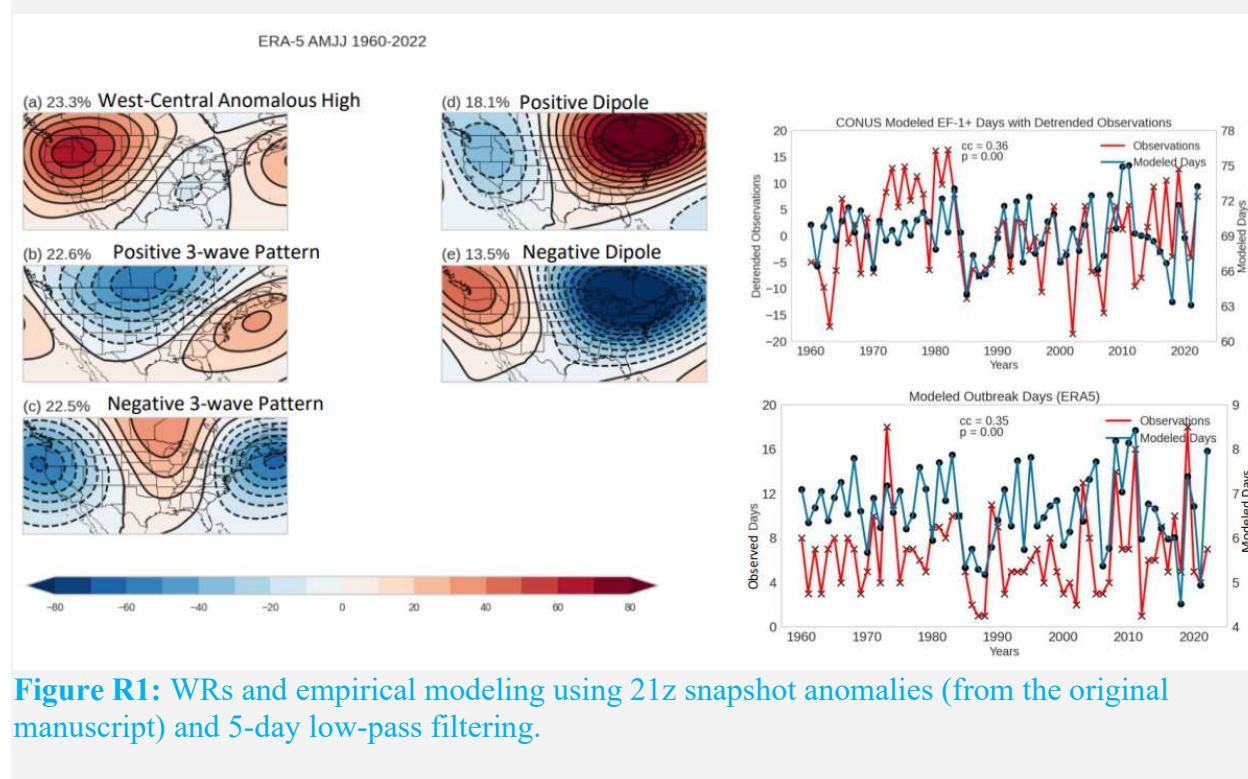 ERA-5 AMJJ 1960-2022
(a) 23.3% West-Central Anomalous High
(b) 22.6% Positive 3-wave Pattern
(c) 22.5% Negative 3-wave Pattern
(d) 18.1% Positive Dipole
(e) 13.5% Negative Dipole
−80 −60 −40 −20 0 20 40 60 80
CONUS Modeled EF-1+ Days with Detrended Observations
cc = 0.36
p = 0.00
Observations
Modeled Days
Detrended Observations
20
15
10
5
0
−5
−10
−15
−20
78
75
72
69
66
63
60
Modeled Days
1960 1970 1980 1990 2000 2010 2020
Years
Modeled Outbreak Days (ERA5)
cc = 0.35
p = 0.00
Observations
Modeled Days
Observed Days
20
16
12
8
4
0
9
8
7
6
5
4
Modeled Days
1960 1970 1980 1990 2000 2010 2020
Years
Figure R1: WRs and empirical modeling using 21z snapshot anomalies (from the original
manuscript) and 5-day low-pass filtering.